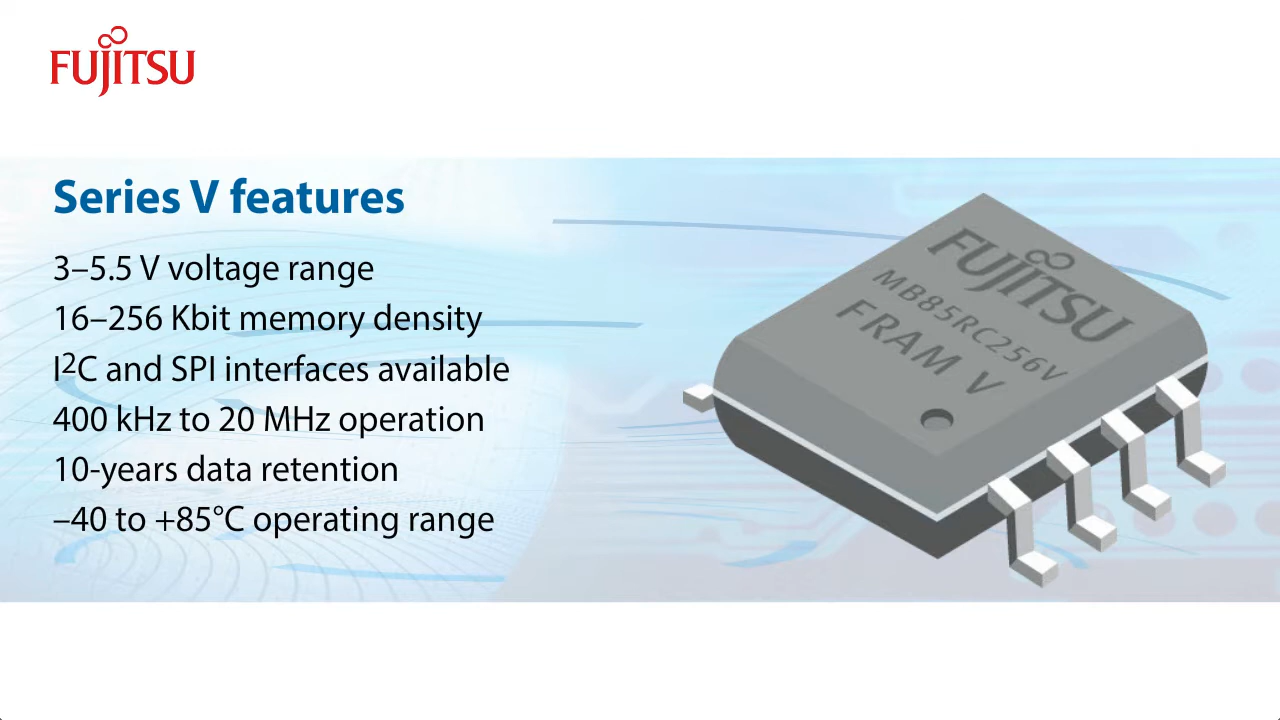 FUJITSU
Series V features
3–5.5 V voltage range
16–256 Kbit memory density
I²C and SPI interfaces available
400 kHz to 20 MHz operation
10-years data retention
–40 to +85°C operating range
FUJITSU
MB85RC256V
FRAM V